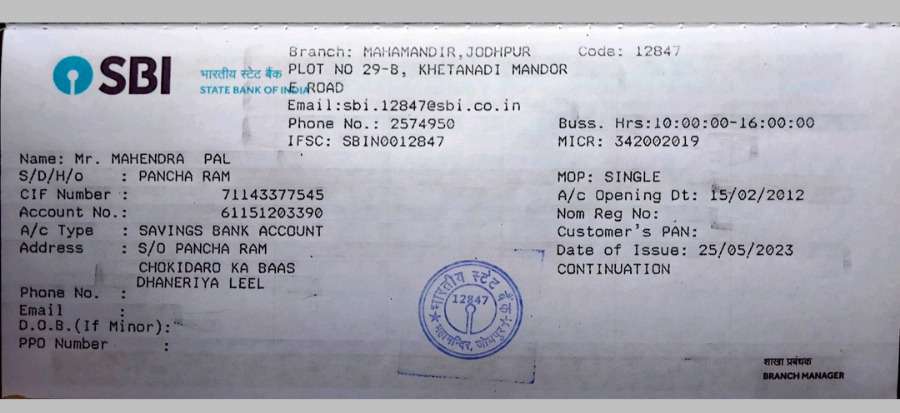 SBI
भारतीय स्टेट बैंक
STATE BANK OF INDIA
Branch: MAHAMANDIR,JODHPUR Code: 12847
PLOT NO 29-B, KHETANADI MANDOR
E ROAD
Email:sbi.12847@sbi.co.in
Phone No.: 2574950 Buss. Hrs:10:00:00-16:00:00
IFSC: SBIN0012847 MICR: 342002019
Name: Mr. MAHENDRA PAL
S/D/H/o : PANCHA RAM MOP: SINGLE
CIF Number : 71143377545 A/c Opening Dt: 15/02/2012
Account No.: 61151203390 Nom Reg No:
A/c Type : SAVINGS BANK ACCOUNT Customer's PAN:
Address : S/O PANCHA RAM Date of Issue: 25/05/2023
CHOKIDARO KA BAAS CONTINUATION
DHANERIYA LEEL
Phone No. :
Email :
D.O.B.(If Minor):
PPO Number :
भारतीय स्टेट बैंक
12847
महामन्दिर, जोधपुर
शाखा प्रबंधक
BRANCH MANAGER